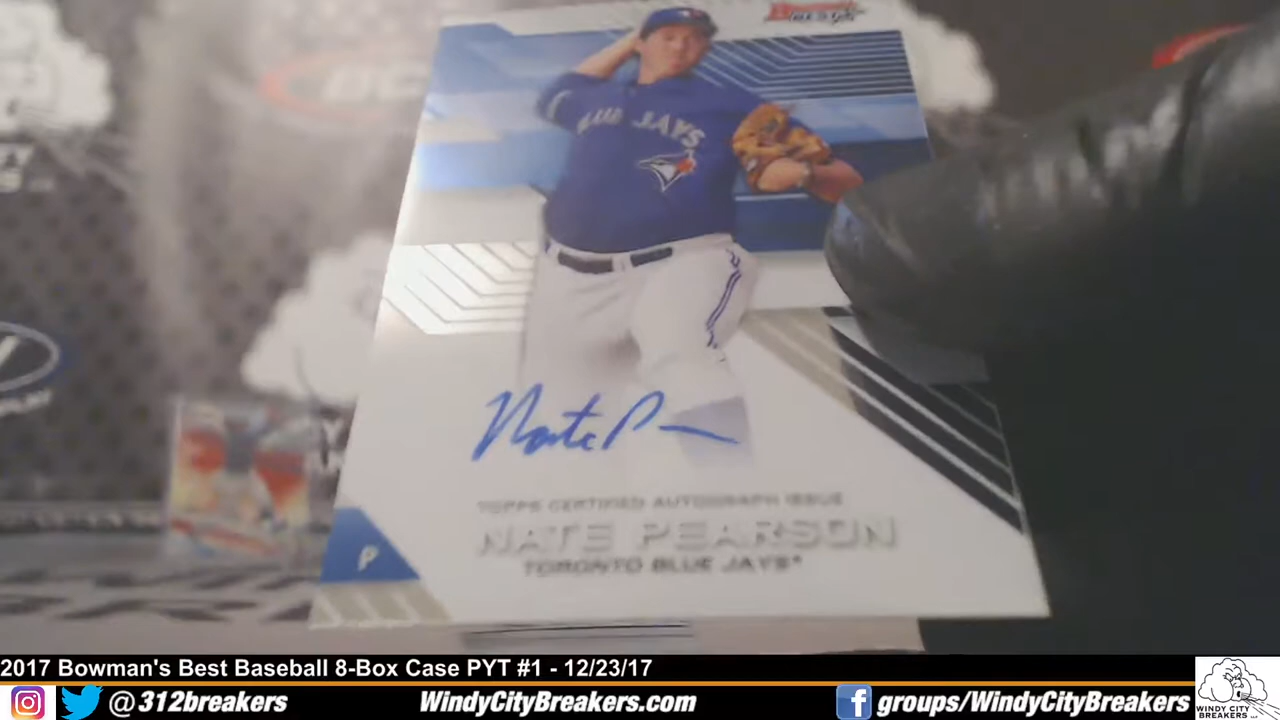 Bowman's
BEST
BLUE JAYS
Nate P
TOPPS CERTIFIED AUTOGRAPH ISSUE
NATE PEARSON
TORONTO BLUE JAYS
P
2017 Bowman's Best Baseball 8-Box Case PYT #1 - 12/23/17
@312breakers
WindyCityBreakers.com
groups/WindyCityBreakers
WINDY CITY
BREAKERS LLC